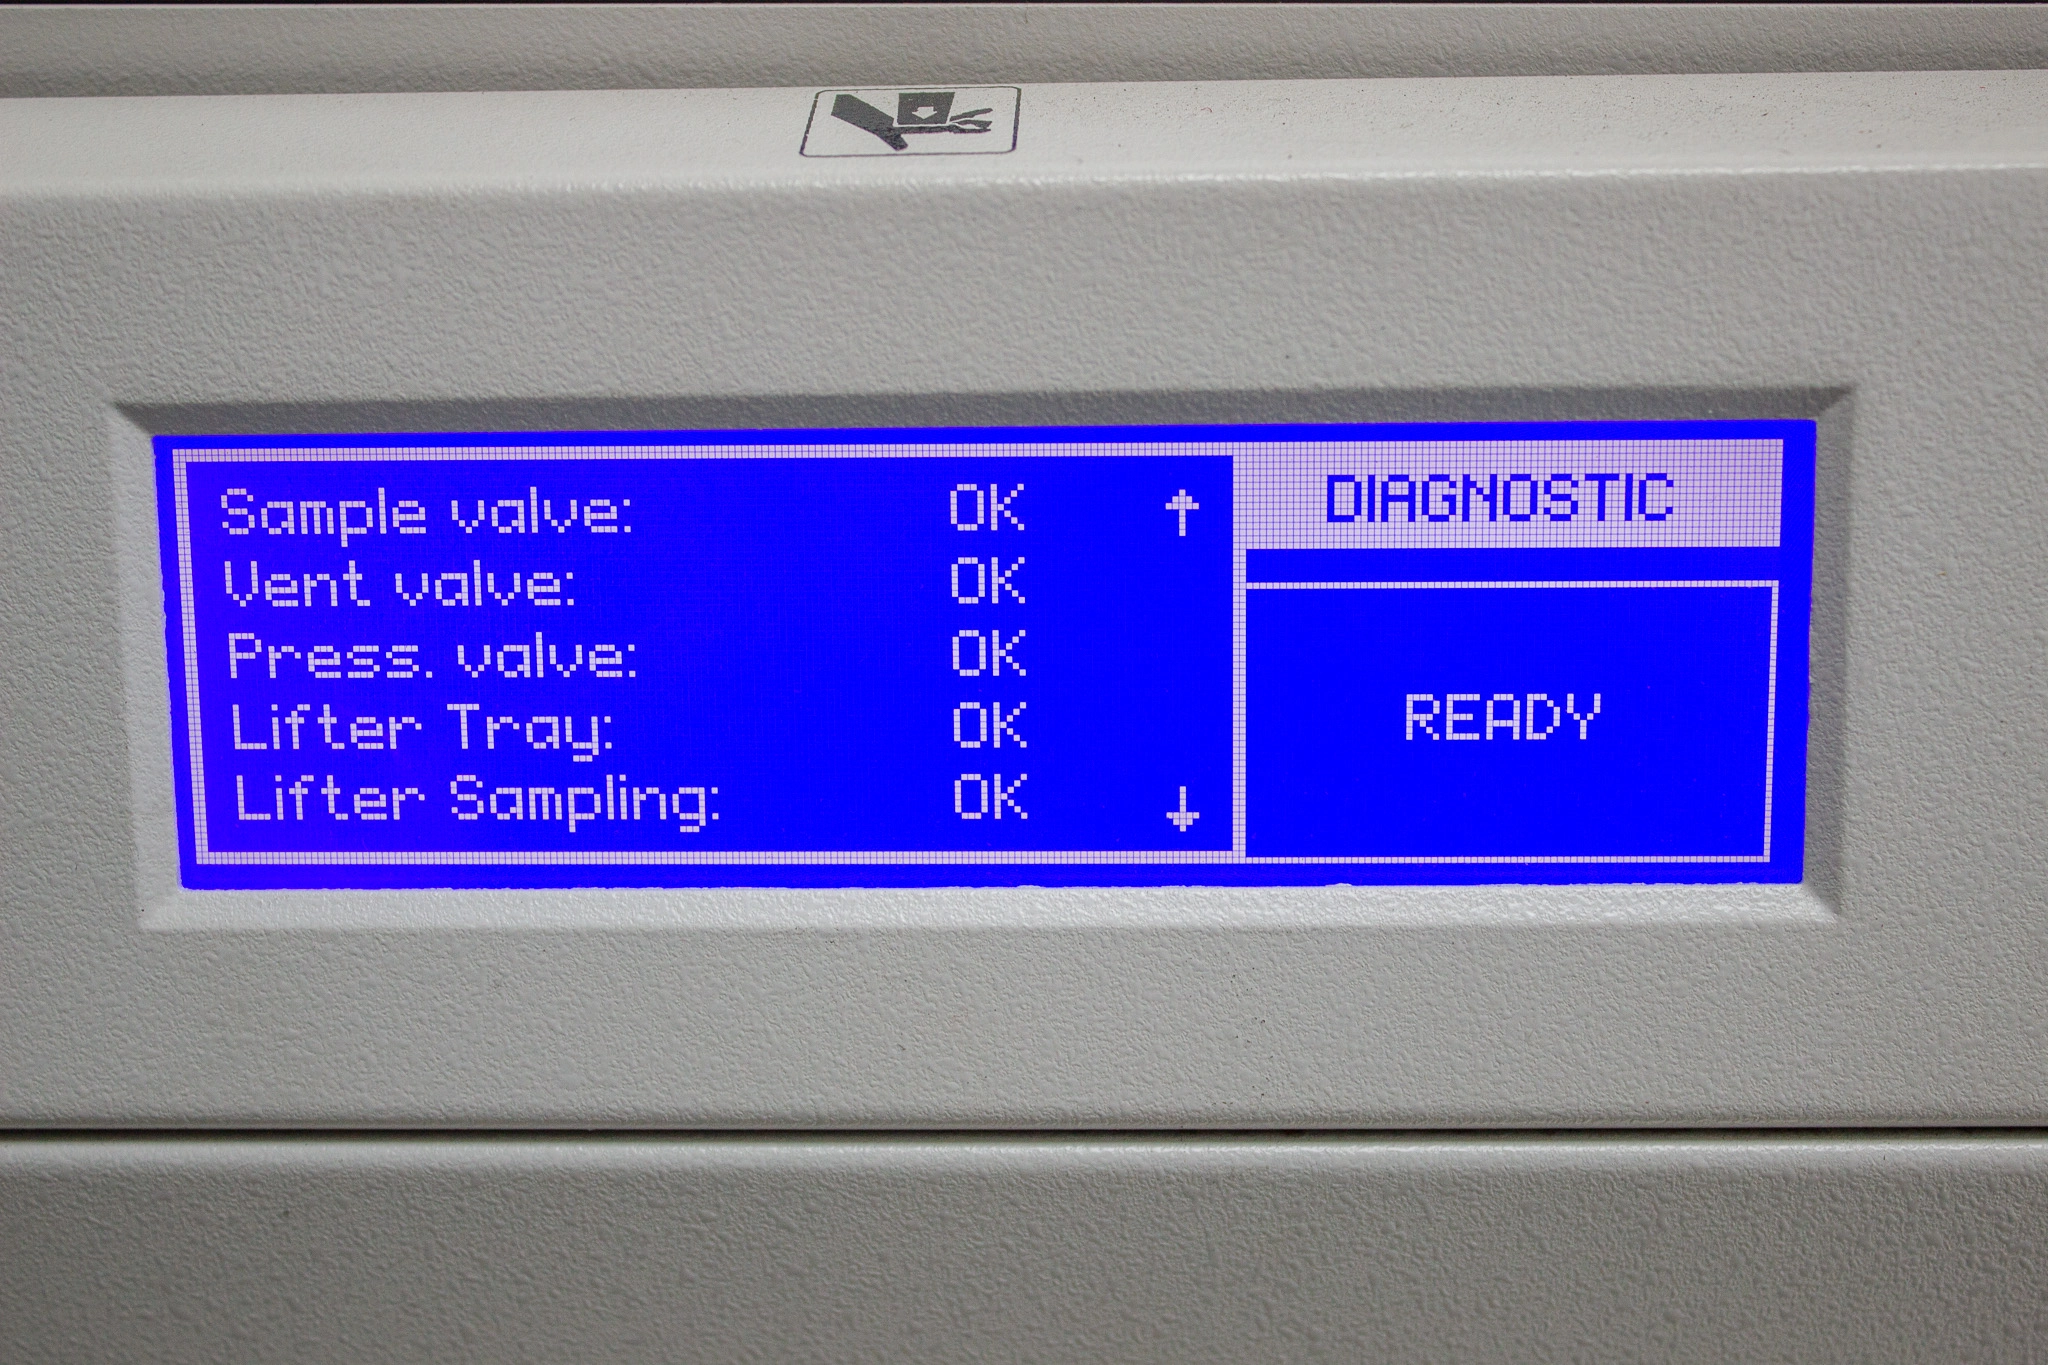 Sample valve: OK ↑
Vent valve: OK
Press. valve: OK
Lifter Tray: OK
Lifter Sampling: OK ↓
DIAGNOSTIC
READY